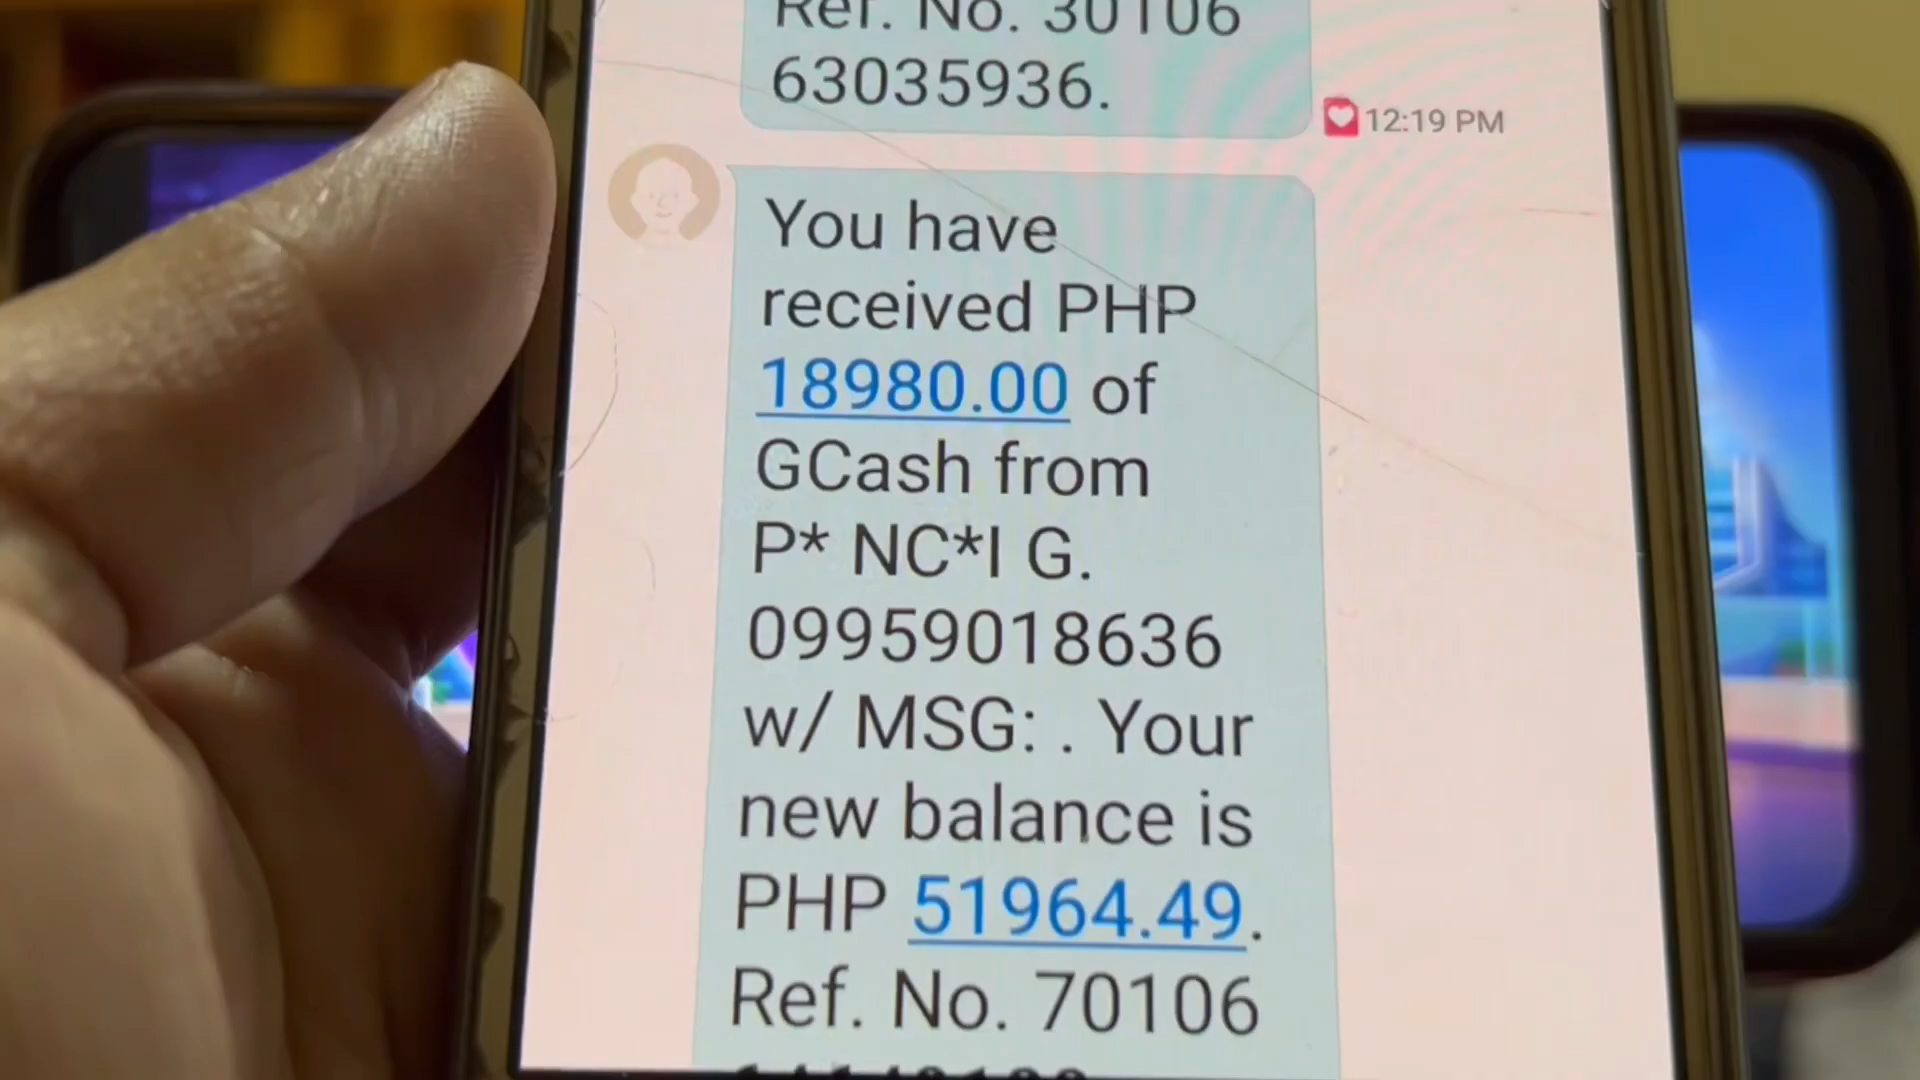 Ref. No. 30106
63035936.
12:19 PM
You have
received PHP
18980.00 of
GCash from
P* NC*I G.
09959018636
w/ MSG: . Your
new balance is
PHP 51964.49.
Ref. No. 70106